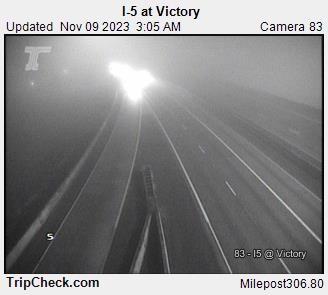 I-5 at Victory
Updated Nov 09 2023 3:05 AM Camera 83
T
S
83 - I5 @ Victory
TripCheck.com Milepost306.80